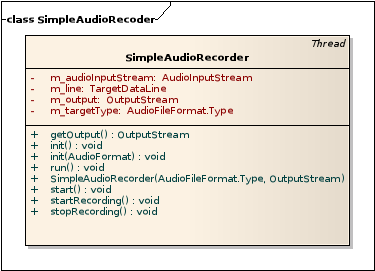 class SimpleAudioRecoder
Thread
SimpleAudioRecorder
- m_audioInputStream: AudioInputStream
- m_line: TargetDataLine
- m_output: OutputStream
- m_targetType: AudioFileFormat.Type
+ getOutput() : OutputStream
+ init() : void
+ init(AudioFormat) : void
+ run() : void
+ SimpleAudioRecorder(AudioFileFormat.Type, OutputStream)
+ start() : void
+ startRecording() : void
+ stopRecording() : void